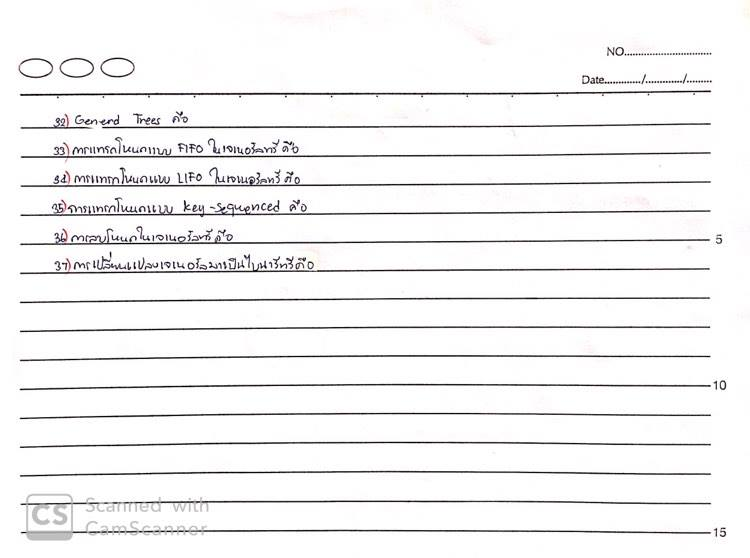 NO..............................
Date............./............./.........
32) General Trees คือ
33) การแทรกโหนดแบบ FIFO ในเจเนอรัลทรี คือ
34) การแทรกโหนดแบบ LIFO ในเจเนอรัลทรี คือ
35) การแทรกโหนดแบบ key-sequenced คือ
36) การลบโหนดในเจเนอรัลทรี คือ
5
37) การเปลี่ยนแปลงเจเนอรัลมาเป็นไบนารีทรี คือ
10
CS Scanned with
CamScanner
15